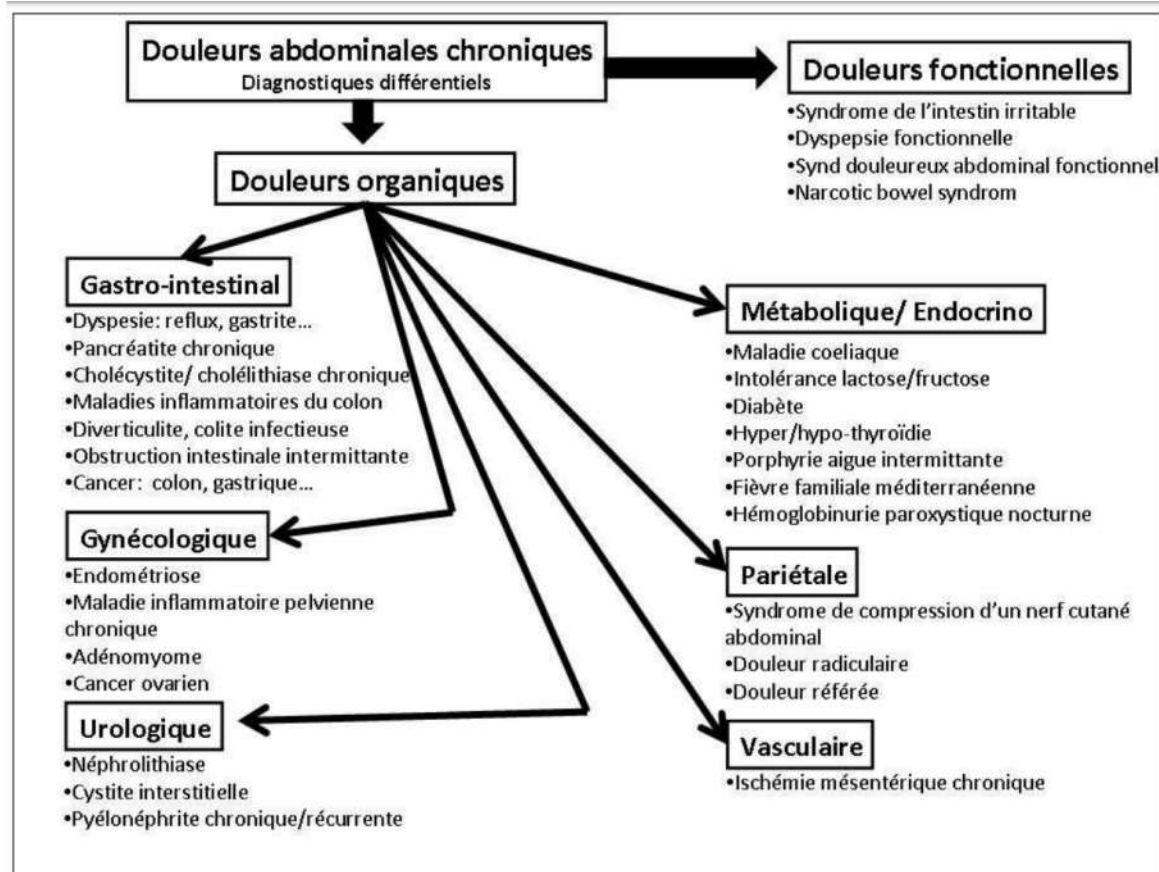 Douleurs abdominales chroniques
Diagnostiques différentiels
Douleurs fonctionnelles
•Syndrome de l'intestin irritable
•Dyspepsie fonctionnelle
•Synd douleureux abdominal fonctionnel
•Narcotic bowel syndrom
Douleurs organiques
Gastro-intestinal
•Dyspesie: reflux, gastrite...
•Pancréatite chronique
•Cholécystite/ cholélithiase chronique
•Maladies inflammatoires du colon
•Diverticulite, colite infectieuse
•Obstruction intestinale intermittante
•Cancer: colon, gastrique...
Gynécologique
•Endométriose
•Maladie inflammatoire pelvienne
chronique
•Adénomyome
•Cancer ovarien
Urologique
•Néphrolithiase
•Cystite interstitielle
•Pyélonéphrite chronique/récurrente
Métabolique/ Endocrino
•Maladie coeliaque
•Intolérance lactose/fructose
•Diabète
•Hyper/hypo-thyroïdie
•Porphyrie aigue intermittante
•Fièvre familiale méditerranéenne
•Hémoglobinurie paroxystique nocturne
Pariétale
•Syndrome de compression d'un nerf cutané
abdominal
•Douleur radiculaire
•Douleur référée
Vasculaire
•Ischémie mésentérique chronique